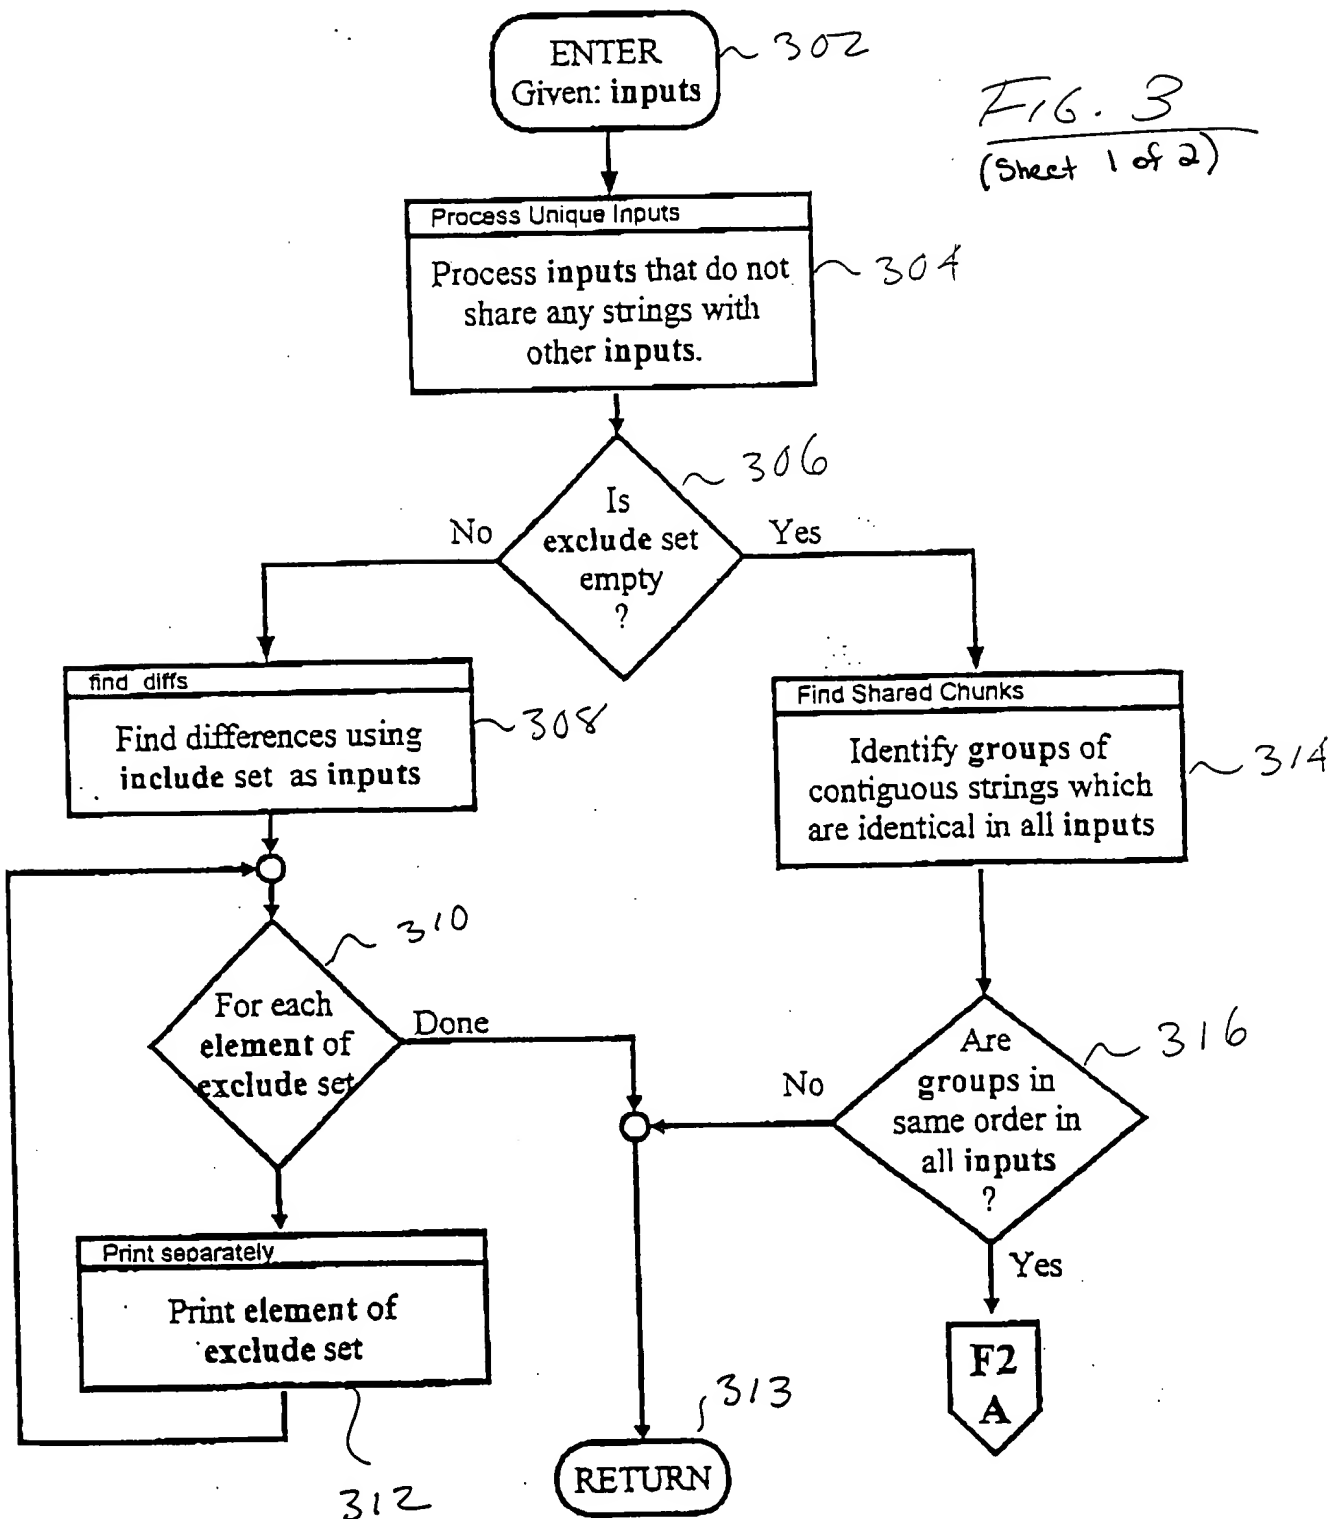 ENTER
Given: inputs
302
FIG. 3
(Sheet 1 of 2)
Process Unique Inputs
Process inputs that do not
share any strings with
other inputs.
304
306
Is
exclude set
empty
?
No
Yes
find diffs
Find differences using
include set as inputs
308
Find Shared Chunks
Identify groups of
contiguous strings which
are identical in all inputs
314
310
For each
element of
exclude set
Done
316
Are
groups in
same order in
all inputs
?
No
Yes
Print separately
Print element of
exclude set
312
313
RETURN
F2
A